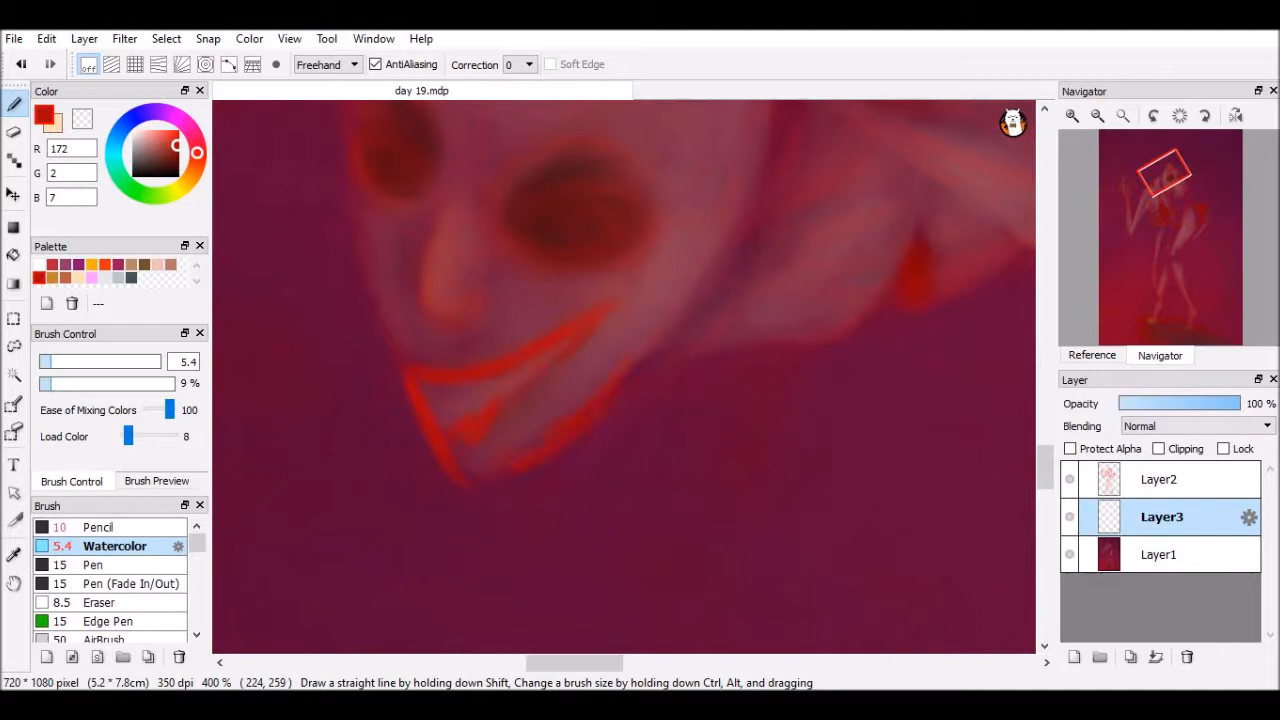 File Edit Layer Filter Select Snap Color View Tool Window Help
off Freehand AntiAliasing Correction 0 Soft Edge
Color
R 172
G 2
B 7
Palette
---
Brush Control
5.4
9 %
Ease of Mixing Colors 100
Load Color 8
Brush Control Brush Preview
Brush
10 Pencil
5.4 Watercolor
15 Pen
15 Pen (Fade In/Out)
8.5 Eraser
15 Edge Pen
50 AirBrush
day 19.mdp
Navigator
Reference Navigator
Layer
Opacity 100 %
Blending Normal
Protect Alpha Clipping Lock
Layer2
Layer3
Layer1
720 * 1080 pixel (5.2 * 7.8cm) 350 dpi 400 % ( 224, 259 ) Draw a straight line by holding down Shift, Change a brush size by holding down Ctrl, Alt, and dragging